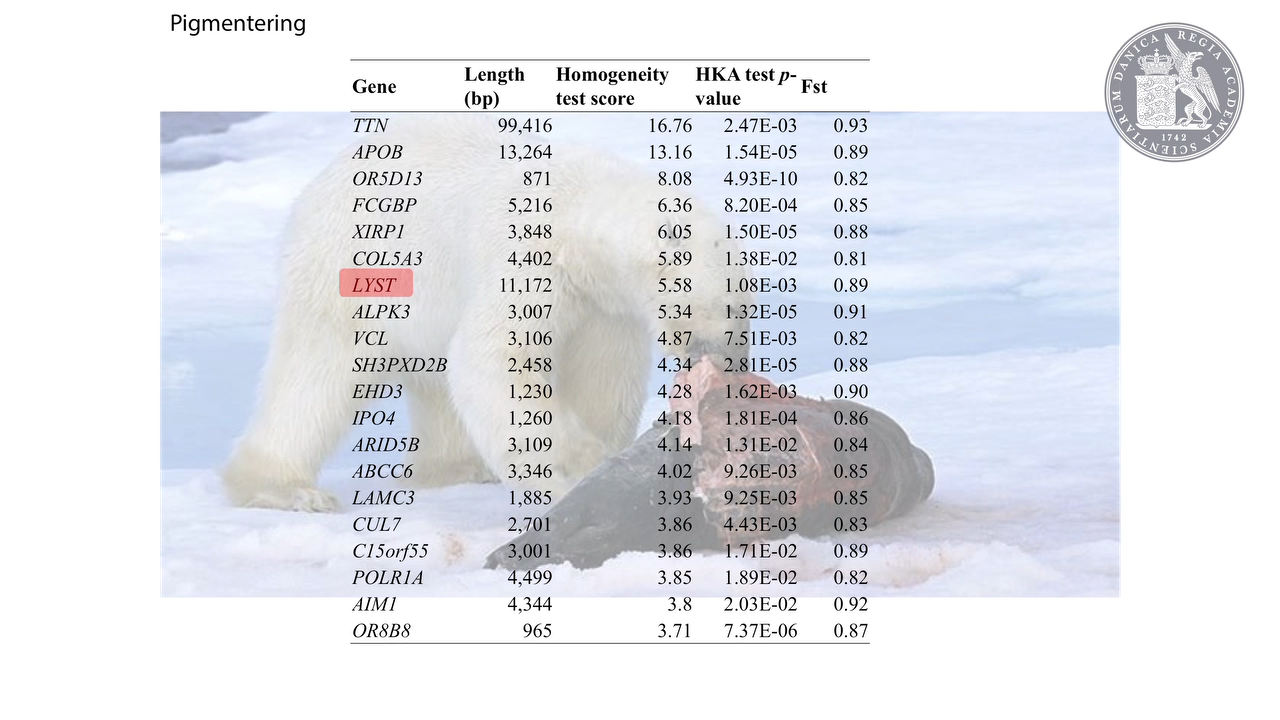 Pigmentering
REGIA ACADEMIA SCIENTIARUM DANICA
1742
Gene Length (bp) Homogeneity test score HKA test p-value Fst
TTN 99,416 16.76 2.47E-03 0.93
APOB 13,264 13.16 1.54E-05 0.89
OR5D13 871 8.08 4.93E-10 0.82
FCGBP 5,216 6.36 8.20E-04 0.85
XIRP1 3,848 6.05 1.50E-05 0.88
COL5A3 4,402 5.89 1.38E-02 0.81
LYST 11,172 5.58 1.08E-03 0.89
ALPK3 3,007 5.34 1.32E-05 0.91
VCL 3,106 4.87 7.51E-03 0.82
SH3PXD2B 2,458 4.34 2.81E-05 0.88
EHD3 1,230 4.28 1.62E-03 0.90
IPO4 1,260 4.18 1.81E-04 0.86
ARID5B 3,109 4.14 1.31E-02 0.84
ABCC6 3,346 4.02 9.26E-03 0.85
LAMC3 1,885 3.93 9.25E-03 0.85
CUL7 2,701 3.86 4.43E-03 0.83
C15orf55 3,001 3.86 1.71E-02 0.89
POLR1A 4,499 3.85 1.89E-02 0.82
AIM1 4,344 3.8 2.03E-02 0.92
OR8B8 965 3.71 7.37E-06 0.87